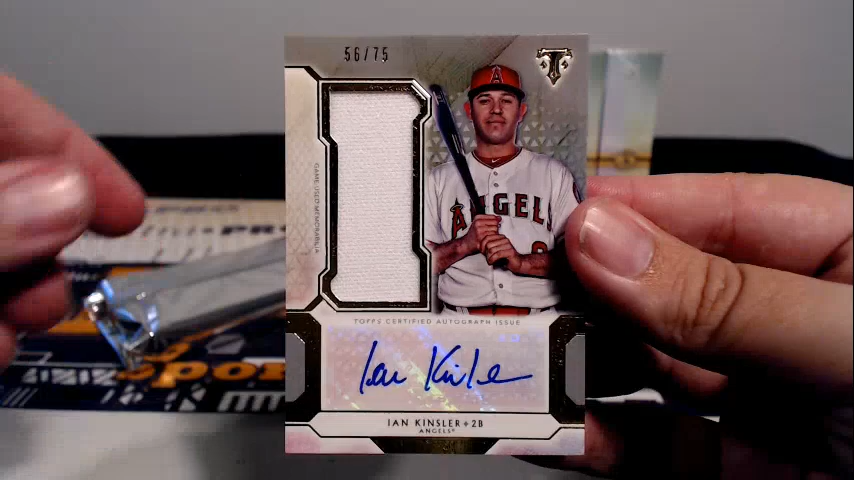 56/75
T
A
ANGELS
GAME-USED MEMORABILIA
TOPPS CERTIFIED AUTOGRAPH ISSUE
Ian Kinsler
IAN KINSLER • 2B
ANGELS®